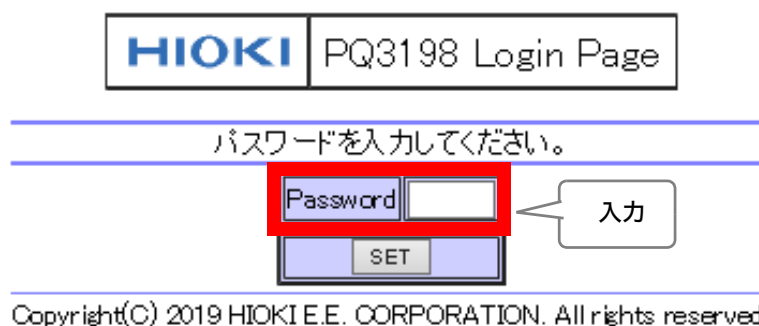 HIOKI PQ3198 Login Page
パスワードを入力してください。
Password
入力
SET
Copyright(C) 2019 HIOKI E.E. CORPORATION. All rights reserved